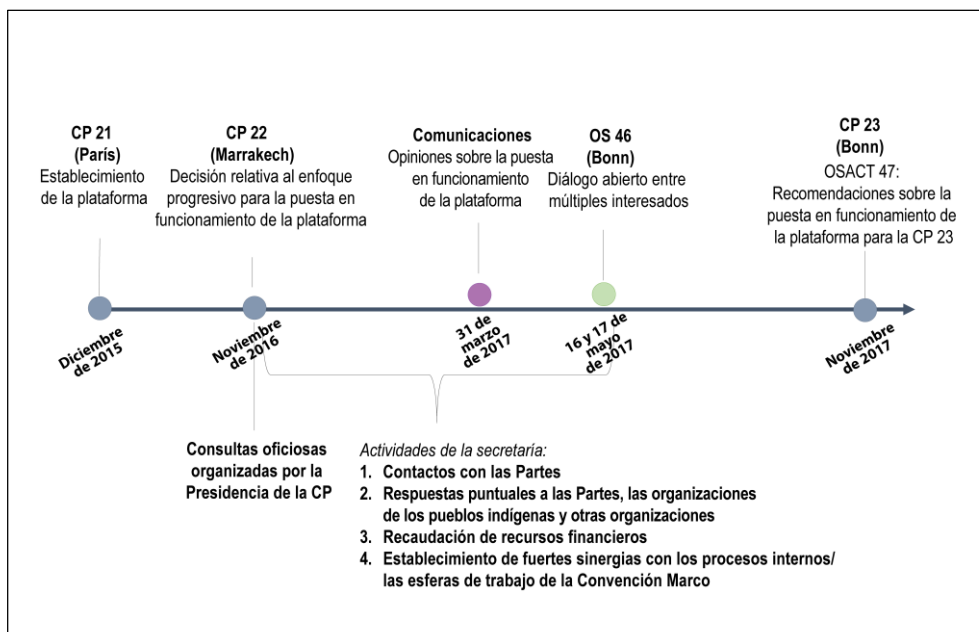 CP 21
(París)
Establecimiento
de la plataforma
CP 22
(Marrakech)
Decisión relativa al enfoque
progresivo para la puesta en
funcionamiento de la plataforma
Comunicaciones
Opiniones sobre la puesta
en funcionamiento
de la plataforma
OS 46
(Bonn)
Diálogo abierto entre
múltiples interesados
CP 23
(Bonn)
OSACT 47:
Recomendaciones sobre la
puesta en funcionamiento de
la plataforma para la CP 23
Diciembre
de 2015
Noviembre
de 2016
31 de
marzo
de 2017
16 y 17 de
mayo
de 2017
Noviembre
de 2017
Consultas oficiosas
organizadas por la
Presidencia de la CP
Actividades de la secretaría:
1. Contactos con las Partes
2. Respuestas puntuales a las Partes, las organizaciones
de los pueblos indígenas y otras organizaciones
3. Recaudación de recursos financieros
4. Establecimiento de fuertes sinergias con los procesos internos/
las esferas de trabajo de la Convención Marco